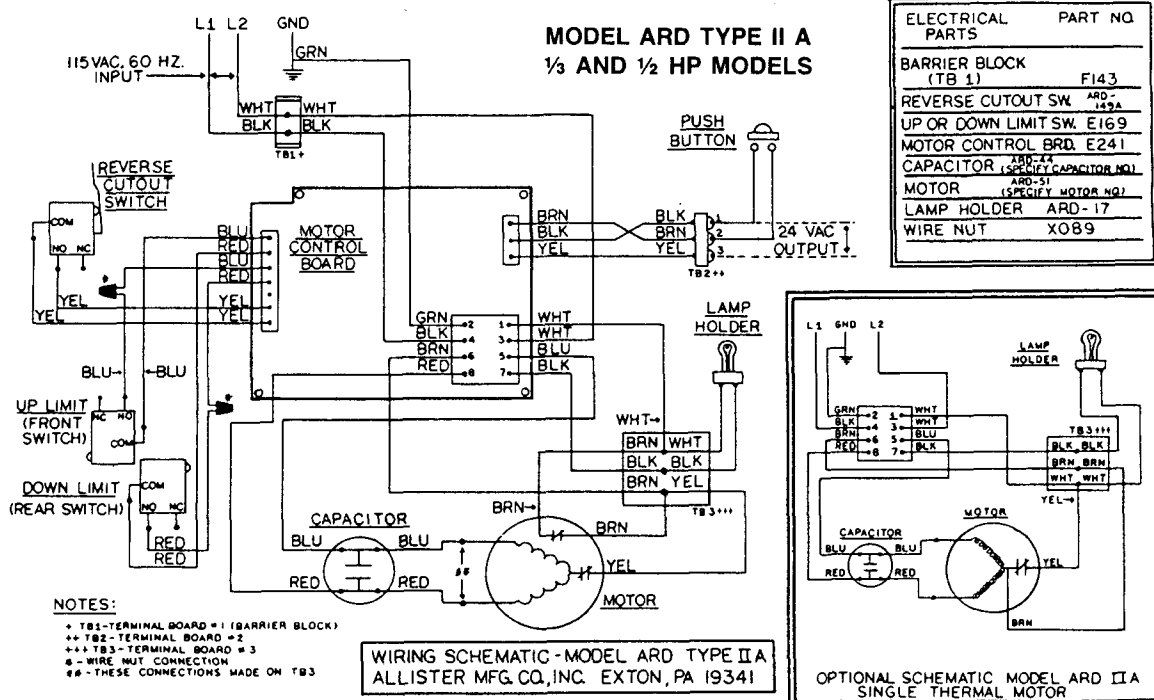 L1 L2 GND
GRN
115 VAC, 60 HZ.
INPUT
WHT WHT
BLK BLK
TB1+
MODEL ARD TYPE II A
⅓ AND ½ HP MODELS
PUSH
BUTTON
REVERSE
CUTOUT
SWITCH
COM
NO NC
BLU
RED
BLU
RED
YEL
YEL
YEL
YEL
*
MOTOR
CONTROL
BOARD
BRN
BLK
YEL
BLK
BRN
YEL
1
2
3
TB2++
24 VAC
OUTPUT
LAMP
HOLDER
GRN 2 1 WHT
BLK 4 3 WHT
BRN 6 5 BLU
RED 8 7 BLK
BLU BLU
UP LIMIT
(FRONT
SWITCH)
NC NO
COM
*
DOWN LIMIT
(REAR SWITCH)
COM
NO NC
RED
RED
WHT
BRN WHT
BLK BLK
BRN YEL
TB3+++
BRN
BRN
CAPACITOR
BLU BLU
RED RED
**
YEL
MOTOR
NOTES:
+ TB1-TERMINAL BOARD #1 (BARRIER BLOCK)
++ TB2-TERMINAL BOARD #2
+++ TB3-TERMINAL BOARD #3
* - WIRE NUT CONNECTION
** - THESE CONNECTIONS MADE ON TB3
WIRING SCHEMATIC-MODEL ARD TYPE II A
ALLISTER MFG. CO., INC. EXTON, PA 19341
ELECTRICAL PARTS PART NO.
BARRIER BLOCK
(TB 1) F143
REVERSE CUTOUT SW. ARD-149A
UP OR DOWN LIMIT SW. E169
MOTOR CONTROL BRD. E241
CAPACITOR ARD-44 (SPECIFY CAPACITOR NO.)
MOTOR ARD-51 (SPECIFY MOTOR NO.)
LAMP HOLDER ARD-17
WIRE NUT X089
L1 GND L2
LAMP
HOLDER
GRN 2 1 WHT
BLK 4 3 WHT
BRN 6 5 BLU
RED 8 7 BLK
TB3+++
BLK BLK
BRN BRN
WHT WHT
YEL
MOTOR
CAPACITOR
BLU BLU
RED RED
YEL
BRN
OPTIONAL SCHEMATIC MODEL ARD II A
SINGLE THERMAL MOTOR